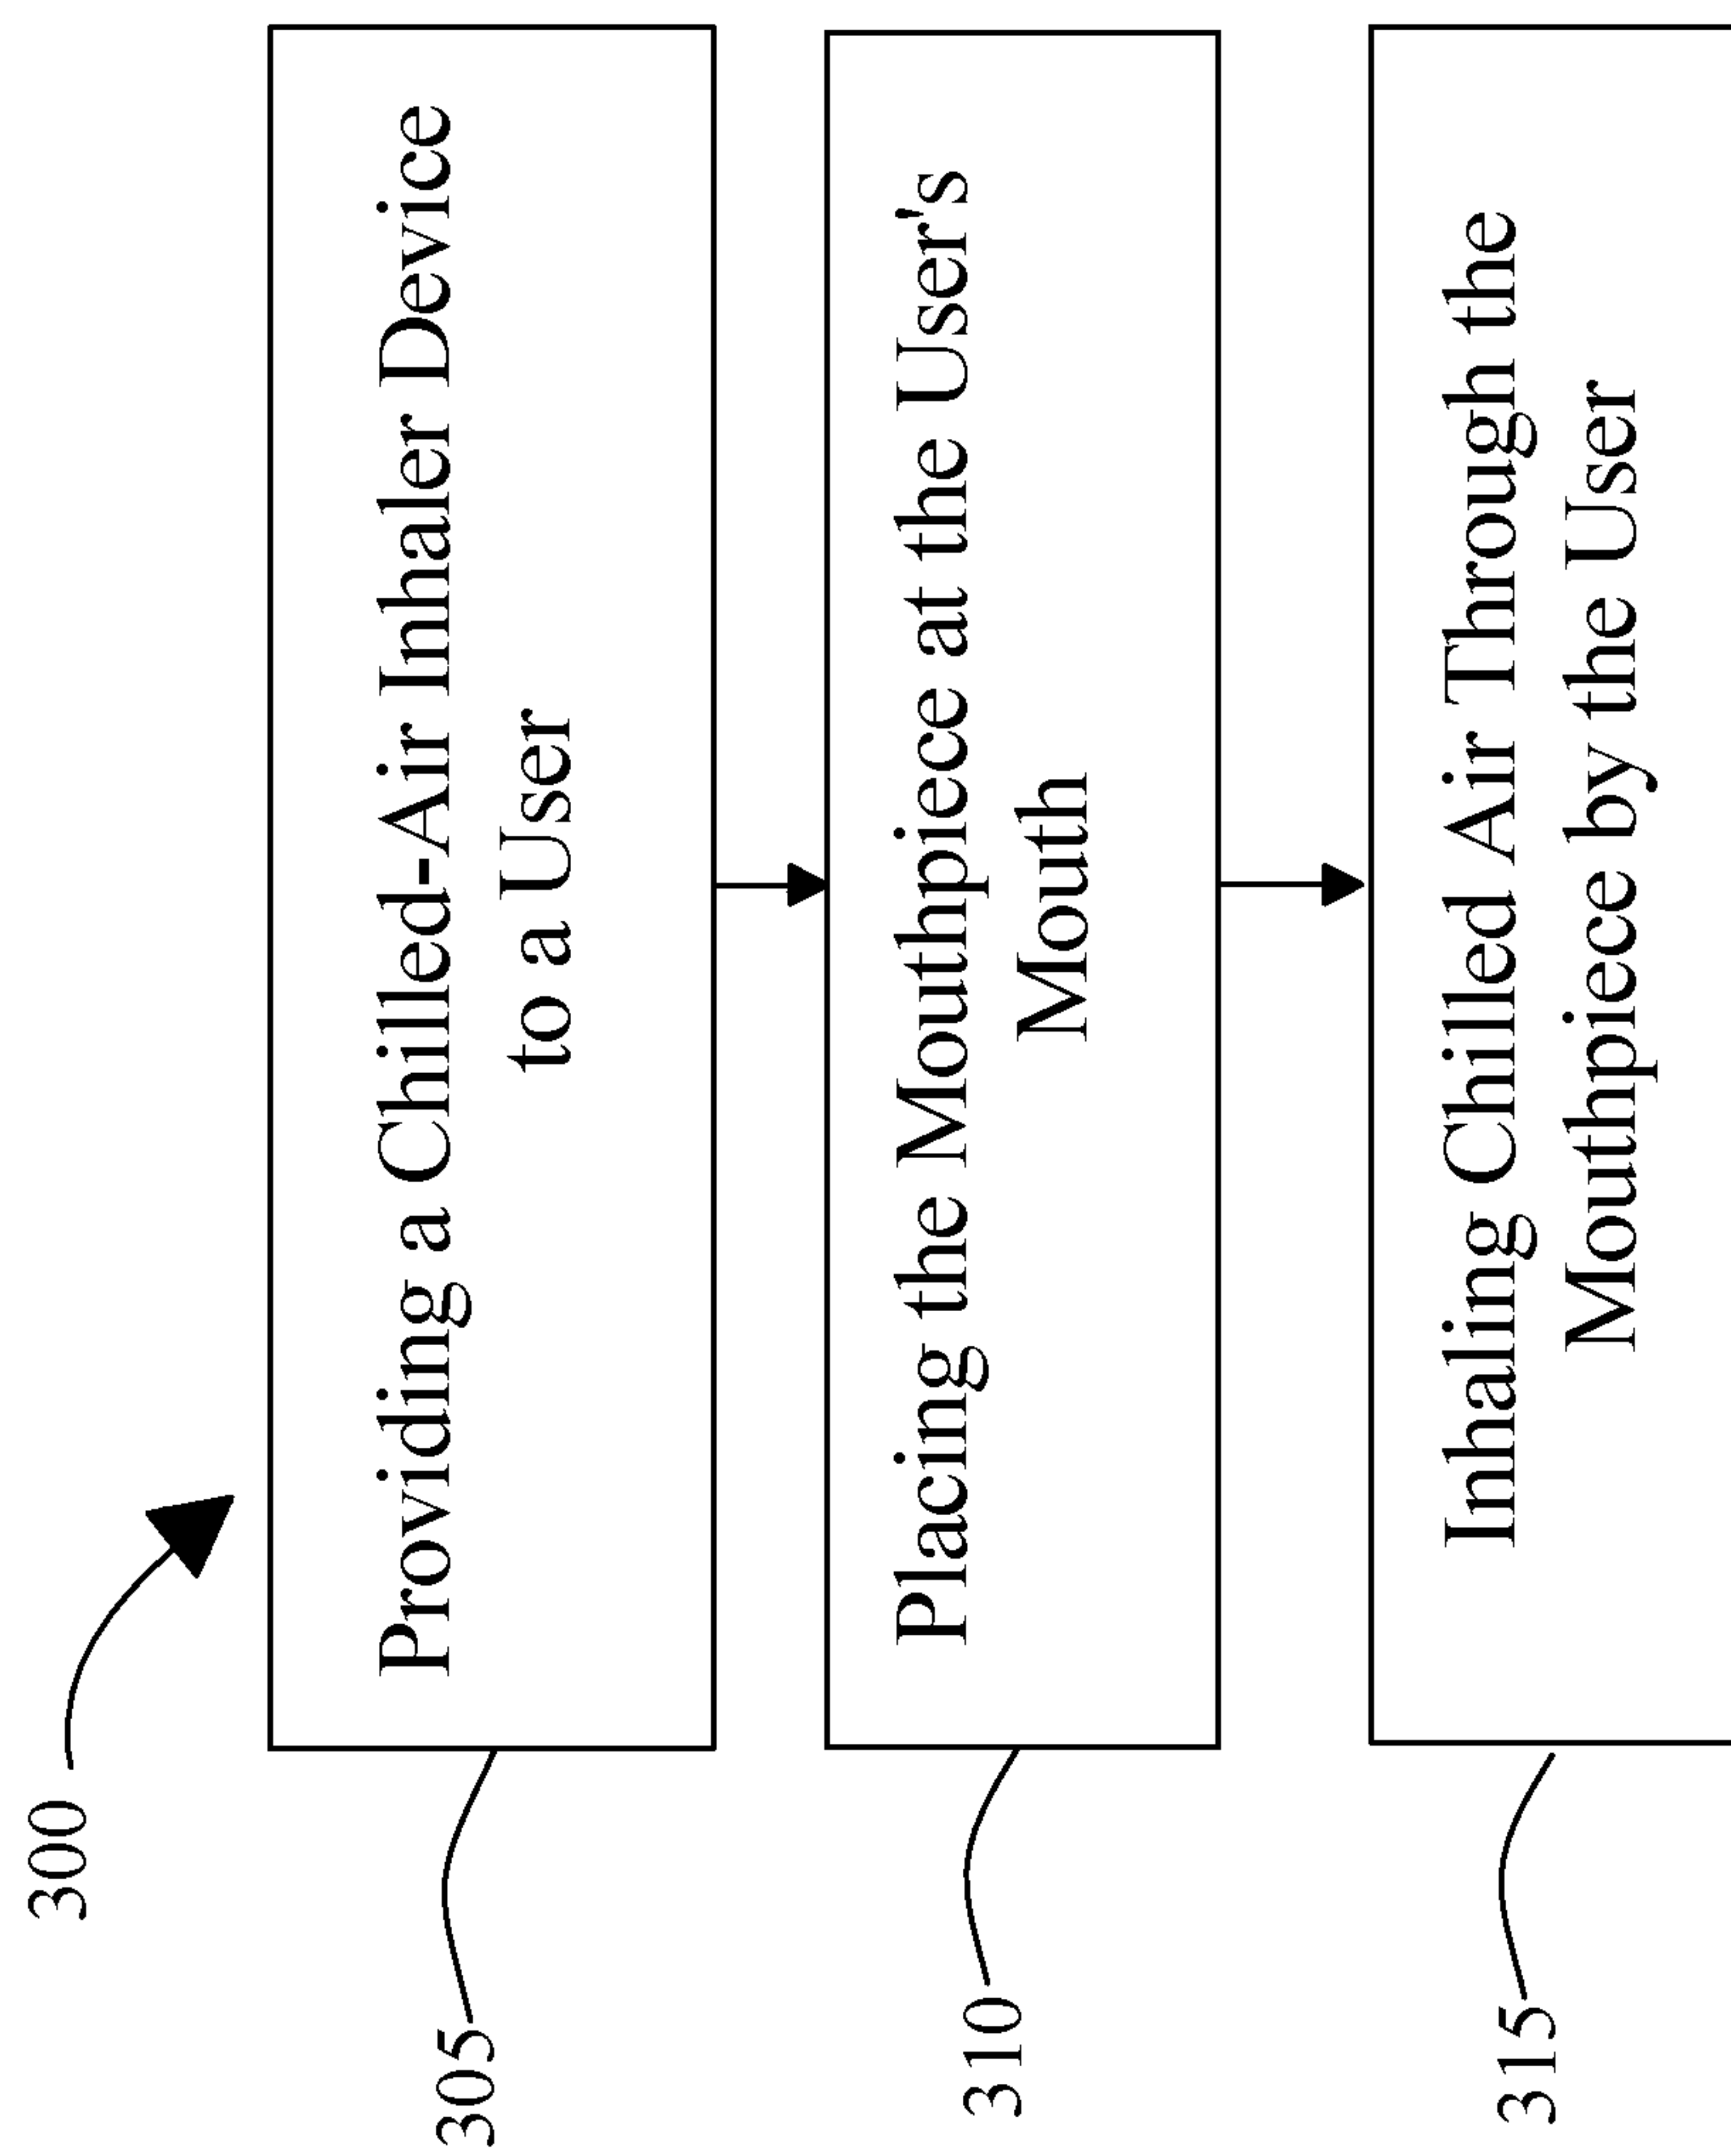 300
305
Providing a Chilled-Air Inhaler Device
to a User
310
Placing the Mouthpiece at the User's
Mouth
315
Inhaling Chilled Air Through the
Mouthpiece by the User